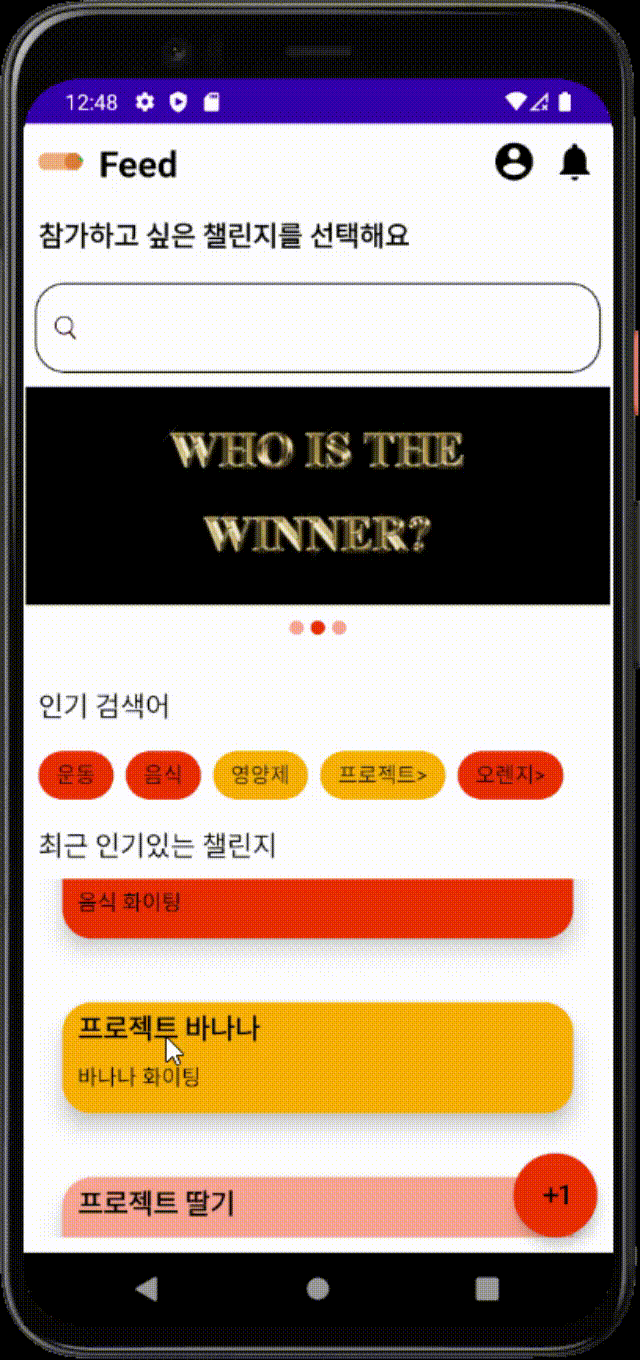 12:48
Feed
참가하고 싶은 챌린지를 선택해요
WHO IS THE
WINNER?
인기 검색어
운동 음식 영양제 프로젝트> 오렌지>
최근 인기있는 챌린지
음식 화이팅
프로젝트 바나나
바나나 화이팅
프로젝트 딸기
+1